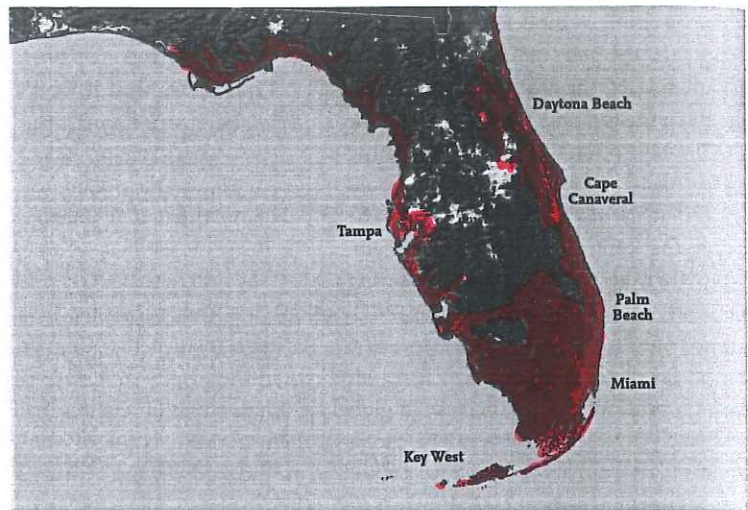 Daytona Beach
Cape
Canaveral
Tampa
Palm
Beach
Miami
Key West